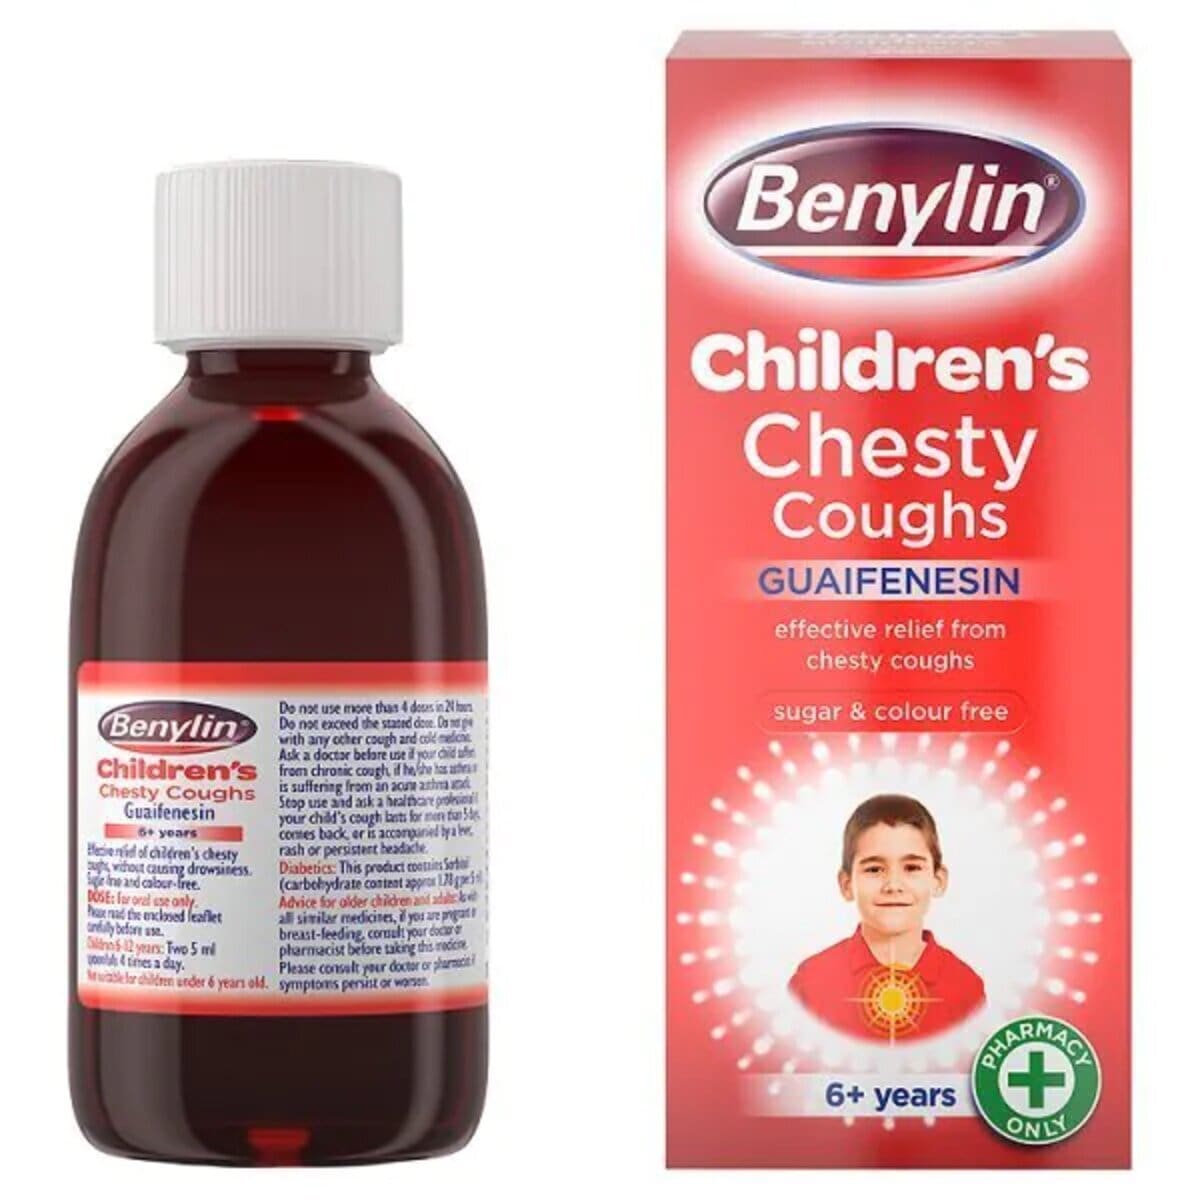 Benylin®
Children's
Chesty Coughs
Guaifenesin
6+ years
Effective relief of children's chesty
coughs, without causing drowsiness.
Sugar-free and colour-free.
DOSE: for oral use only.
Please read the enclosed leaflet
carefully before use.
Children 6-12 years: Two 5 ml
spoonfuls 4 times a day.
Not suitable for children under 6 years old.
Do not use more than 4 doses in 24 hours.
Do not exceed the stated dose. Do not give
with any other cough and cold medicine.
Ask a doctor before use if your child suffers
from chronic cough, if he/she has asthma or
is suffering from an acute asthma attack.
Stop use and ask a healthcare professional if
your child's cough lasts for more than 5 days,
comes back, or is accompanied by a fever,
rash or persistent headache.
Diabetics: This product contains Sorbitol
(carbohydrate content approx 1.78 g per 5 ml)
Advice for older children and adults: As with
all similar medicines, if you are pregnant or
breast-feeding, consult your doctor or
pharmacist before taking this medicine.
Please consult your doctor or pharmacist if
symptoms persist or worsen.
Benylin®
Children's
Chesty
Coughs
GUAIFENESIN
effective relief from
chesty coughs
sugar & colour free
6+ years
PHARMACY
ONLY